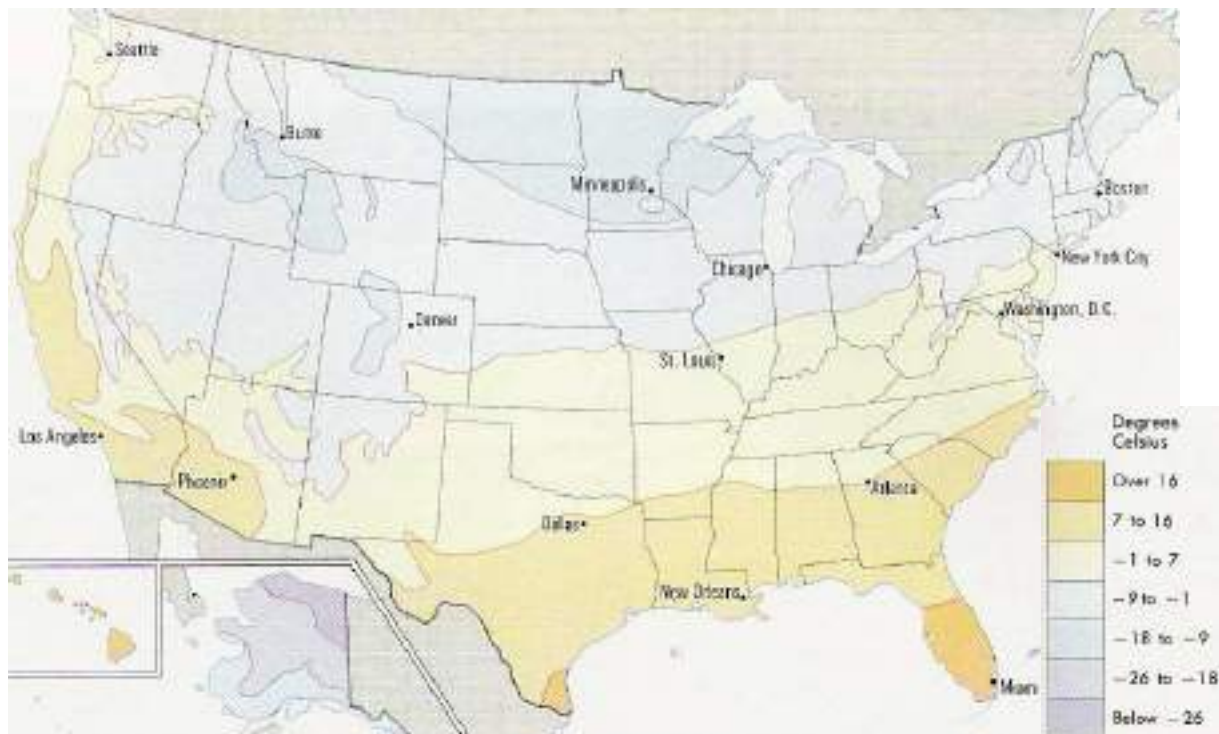 Seattle
Butte
Minneapolis
Boston
Chicago
New York City
Denver
Washington, D.C.
St. Louis
Los Angeles
Phoenix
Dallas
Atlanta
New Orleans
Miami
Degrees
Celsius
Over 16
7 to 16
-1 to 7
-9 to -1
-18 to -9
-26 to -18
Below -26